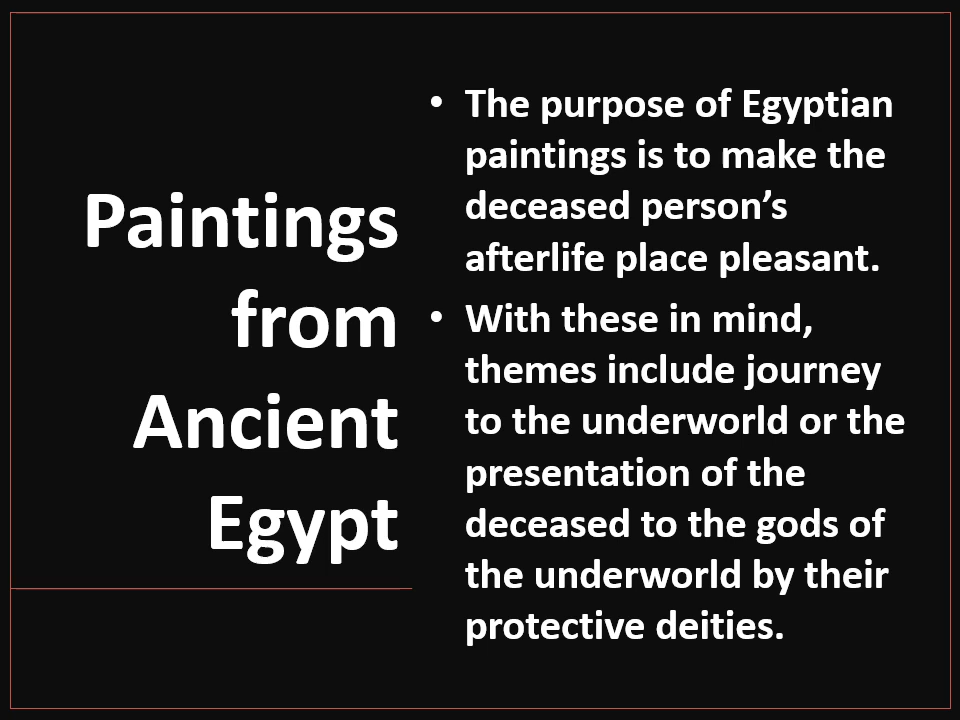 Paintings
from
Ancient
Egypt
• The purpose of Egyptian
paintings is to make the
deceased person’s
afterlife place pleasant.
• With these in mind,
themes include journey
to the underworld or the
presentation of the
deceased to the gods of
the underworld by their
protective deities.